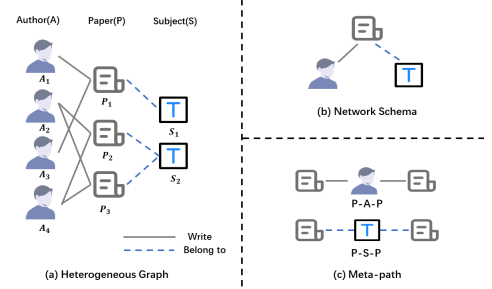 Author(A) Paper(P) Subject(S)
A1
A2
A3
A4
P1
P2
P3
T
S1
T
S2
Write
Belong to
(a) Heterogeneous Graph
T
(b) Network Schema
P-A-P
T
P-S-P
(c) Meta-path